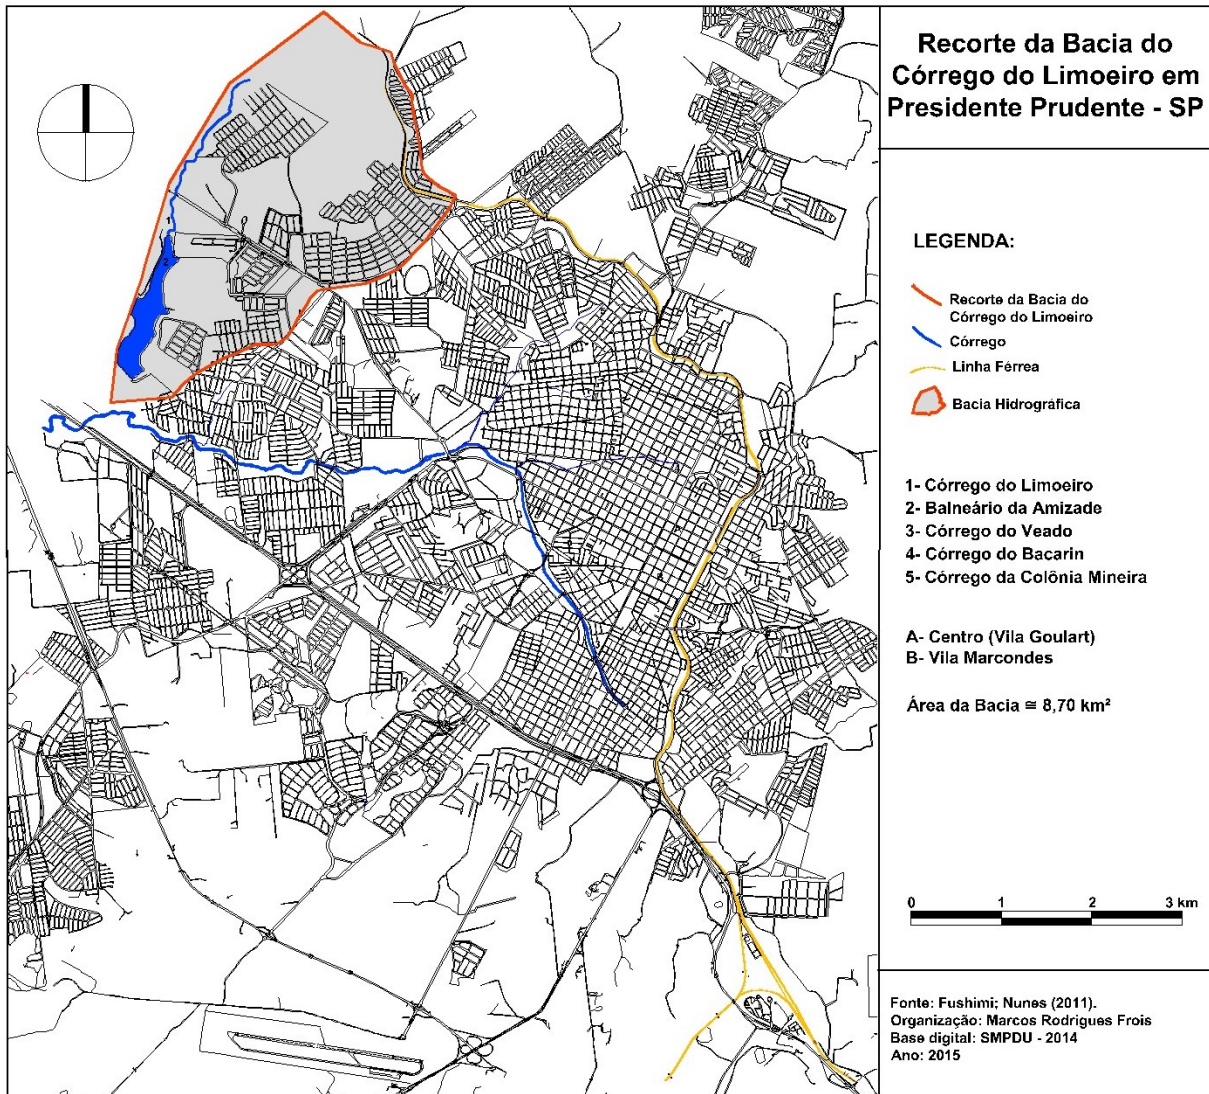 Recorte da Bacia do
Córrego do Limoeiro em
Presidente Prudente - SP
LEGENDA:
Recorte da Bacia do
Córrego do Limoeiro
Córrego
Linha Férrea
Bacia Hidrográfica
1- Córrego do Limoeiro
2- Balneário da Amizade
3- Córrego do Veado
4- Córrego do Bacarin
5- Córrego da Colônia Mineira
A- Centro (Vila Goulart)
B- Vila Marcondes
Área da Bacia ≅ 8,70 km²
0 1 2 3 km
Fonte: Fushimi; Nunes (2011).
Organização: Marcos Rodrigues Frois
Base digital: SMPDU - 2014
Ano: 2015
1
2